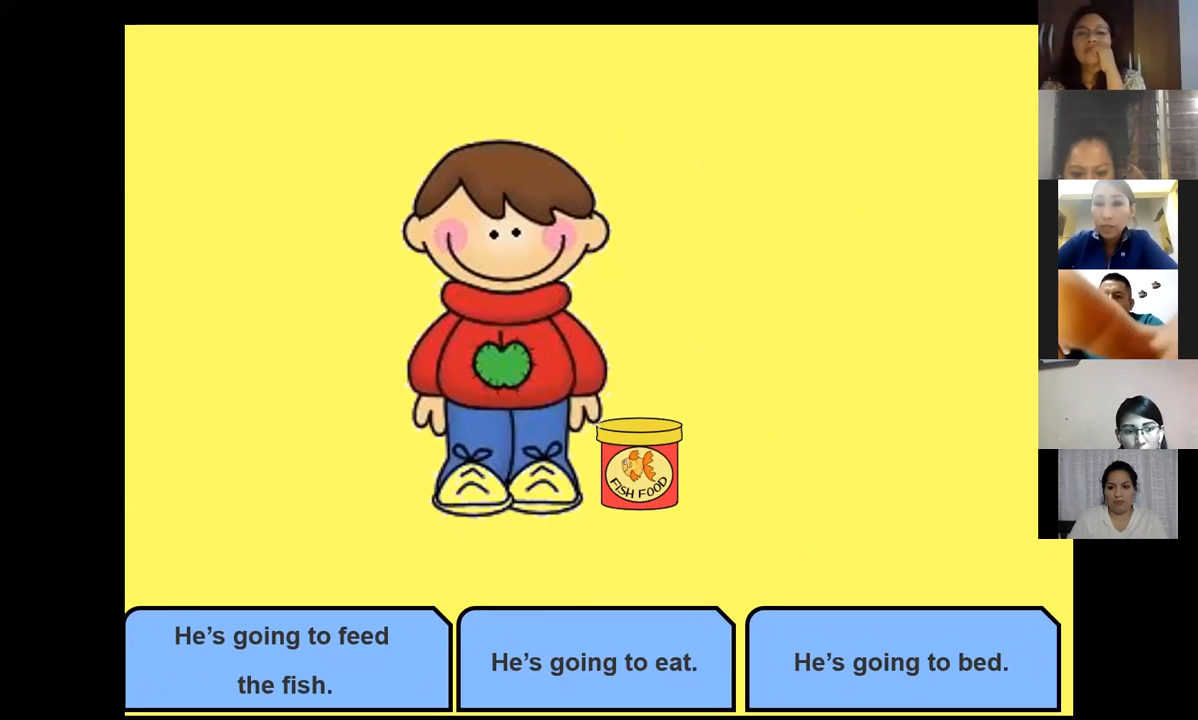 FISH FOOD
He's going to feed
the fish.
He's going to eat.
He's going to bed.